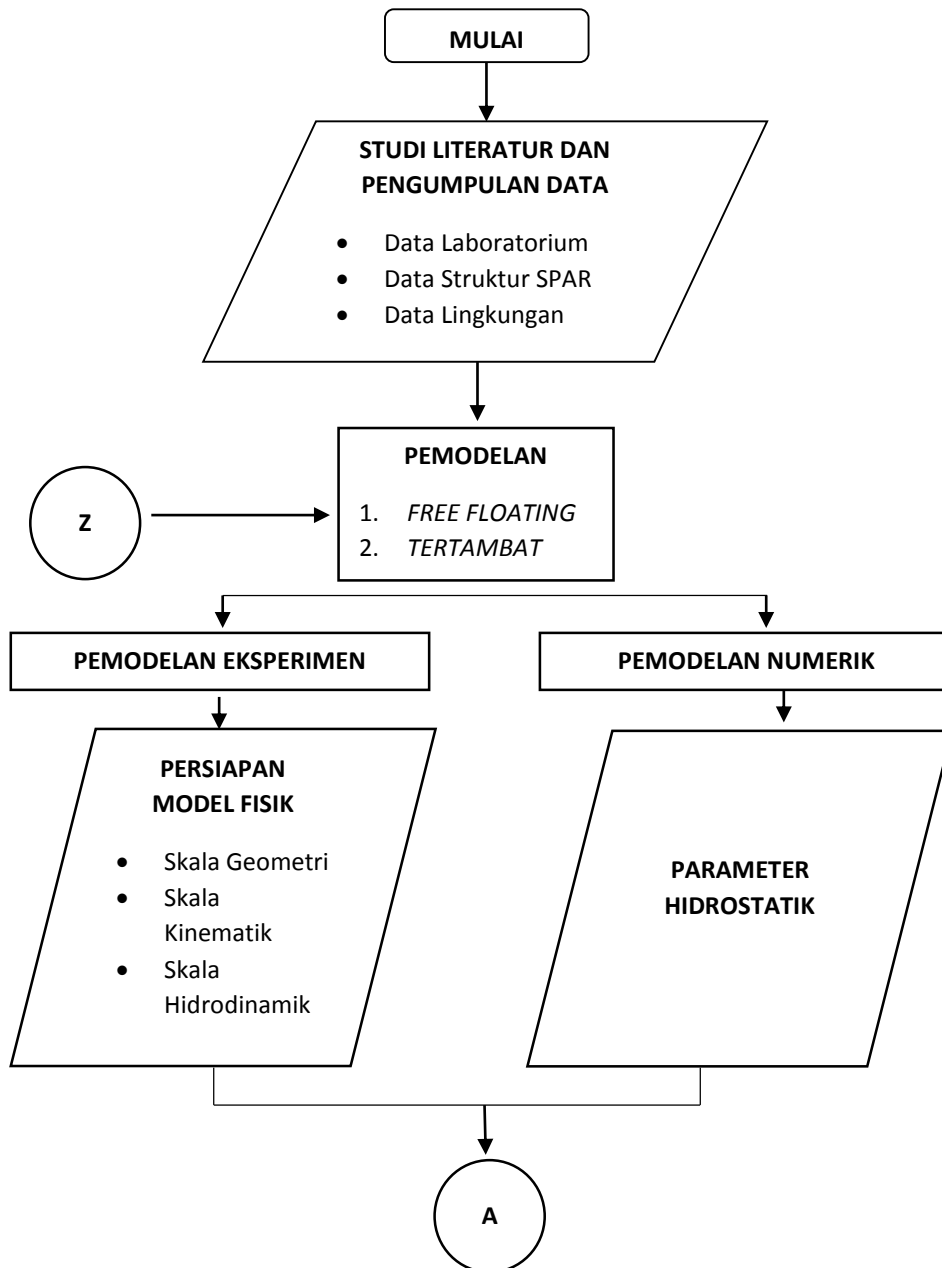 MULAI
STUDI LITERATUR DAN
PENGUMPULAN DATA
• Data Laboratorium
• Data Struktur SPAR
• Data Lingkungan
PEMODELAN
1. FREE FLOATING
2. TERTAMBAT
Z
PEMODELAN EKSPERIMEN
PEMODELAN NUMERIK
PERSIAPAN
MODEL FISIK
• Skala Geometri
• Skala
Kinematik
• Skala
Hidrodinamik
PARAMETER
HIDROSTATIK
A